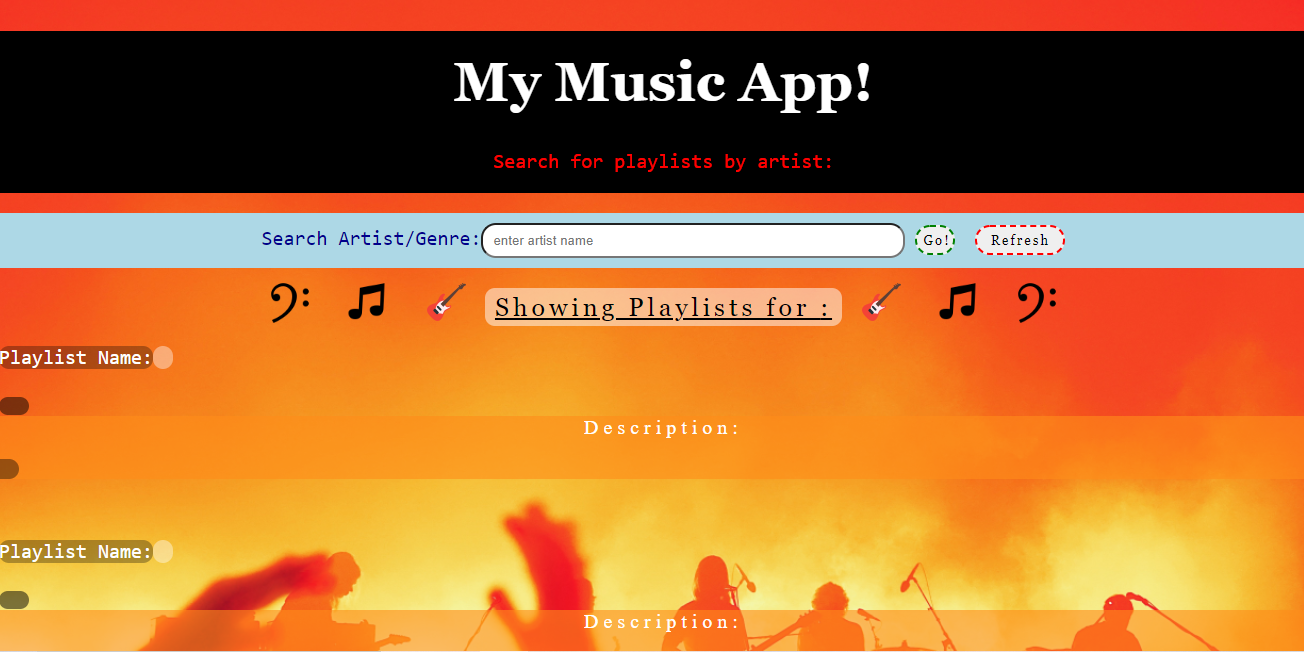 My Music App!
Search for playlists by artist:
Search Artist/Genre: enter artist name Go! Refresh
Showing Playlists for :
Playlist Name:
Description:
Playlist Name:
Description: